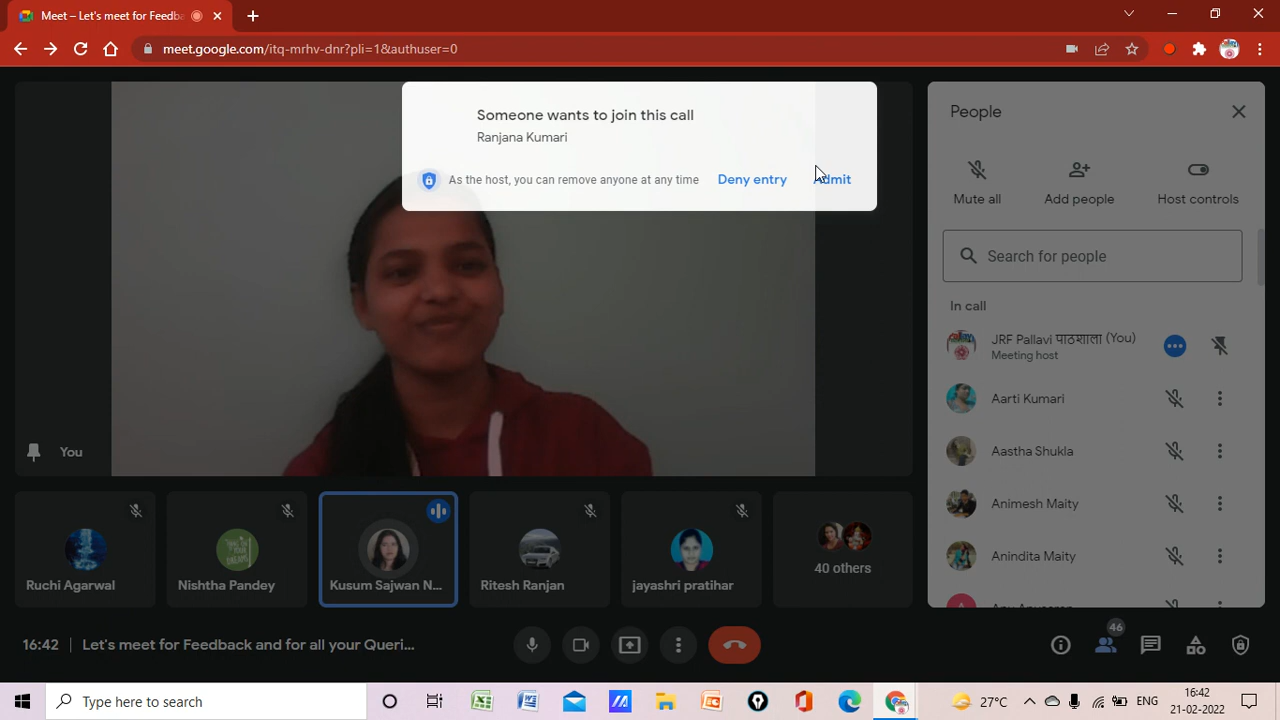 Meet – Let's meet for Feedba
meet.google.com/itq-mrhv-dnr?pli=1&authuser=0
Someone wants to join this call
Ranjana Kumari
As the host, you can remove anyone at any time
Deny entry
Admit
People
Mute all
Add people
Host controls
Search for people
In call
JRF Pallavi पाठशाला (You)
Meeting host
Aarti Kumari
Aastha Shukla
Animesh Maity
Anindita Maity
You
Ruchi Agarwal
Nishtha Pandey
Kusum Sajwan N...
Ritesh Ranjan
jayashri pratihar
40 others
16:42
Let's meet for Feedback and for all your Queri...
46
Type here to search
27°C
16:42
21-02-2022